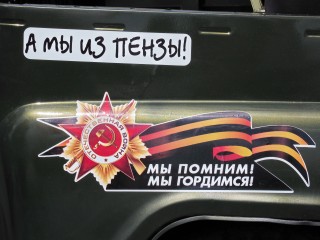 А МЫ ИЗ ПЕНЗЫ!
ОТЕЧЕСТВЕННАЯ ВОЙНА
МЫ ПОМНИМ!
МЫ ГОРДИМСЯ!